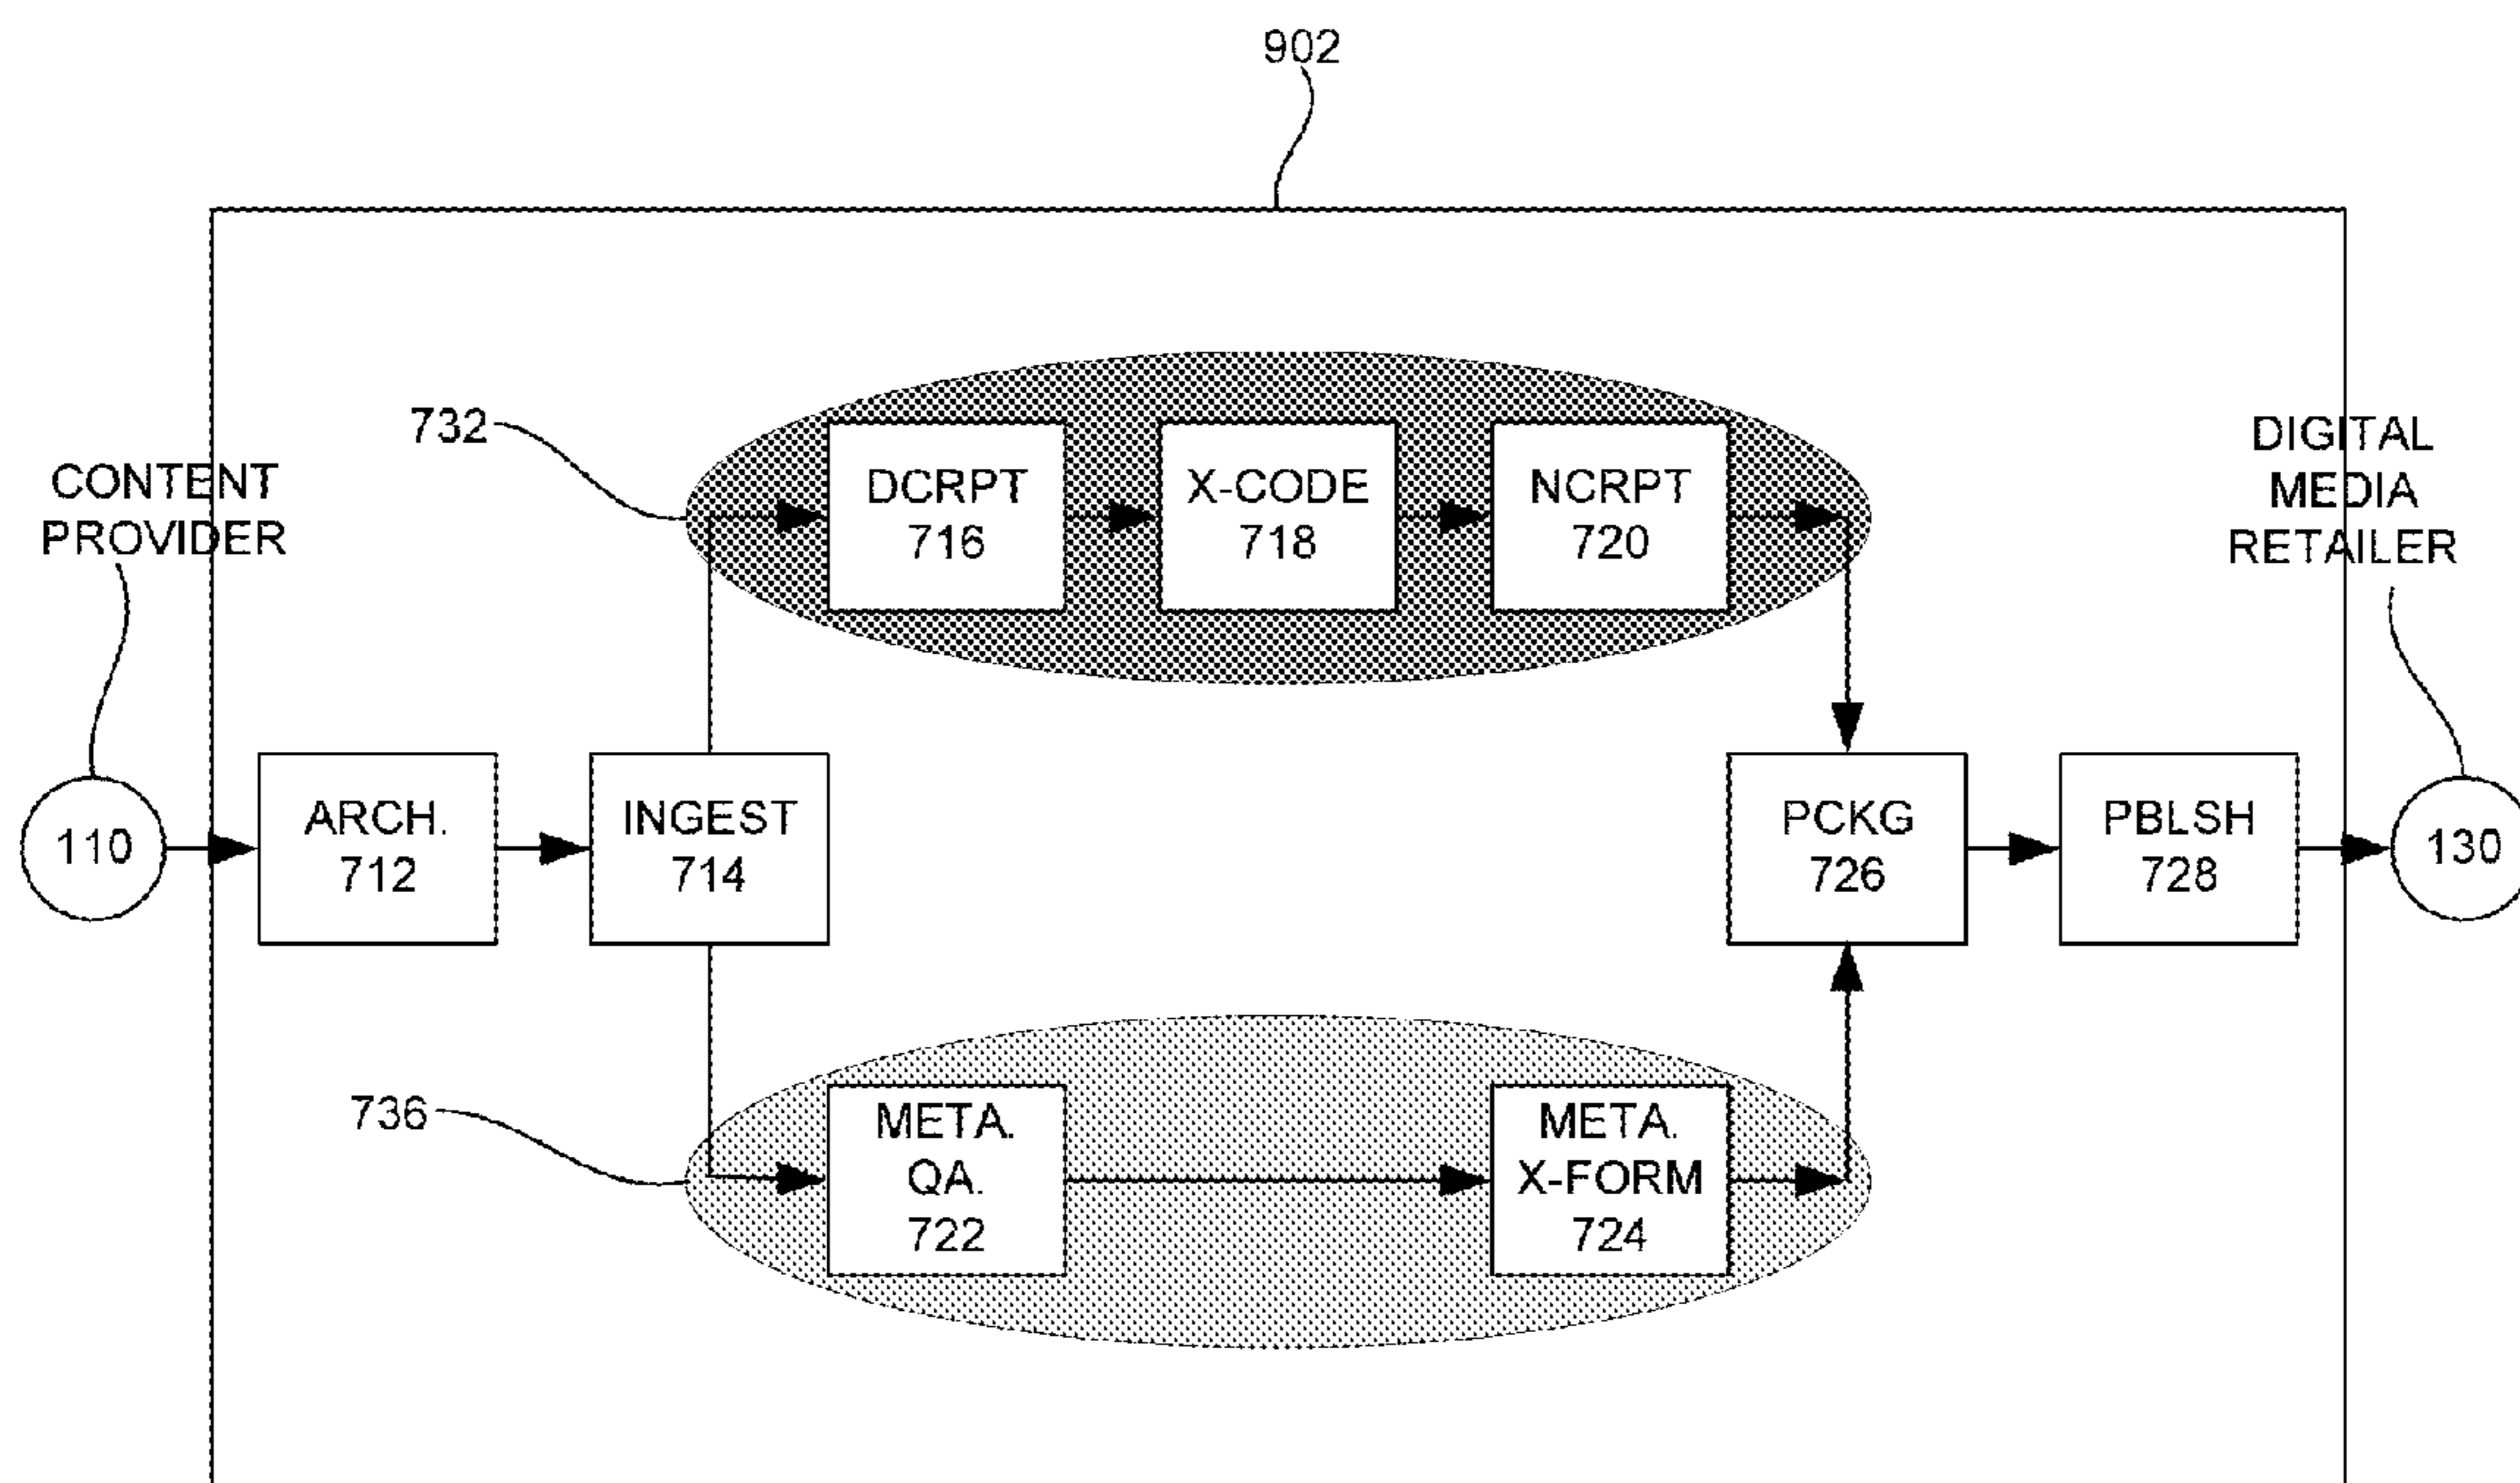 902
732
CONTENT
PROVIDER
DIGITAL
MEDIA
RETAILER
DCRPT
716
X-CODE
718
NCRPT
720
110
ARCH.
712
INGEST
714
PCKG
726
PBLSH
728
130
736
META.
QA.
722
META.
X-FORM
724